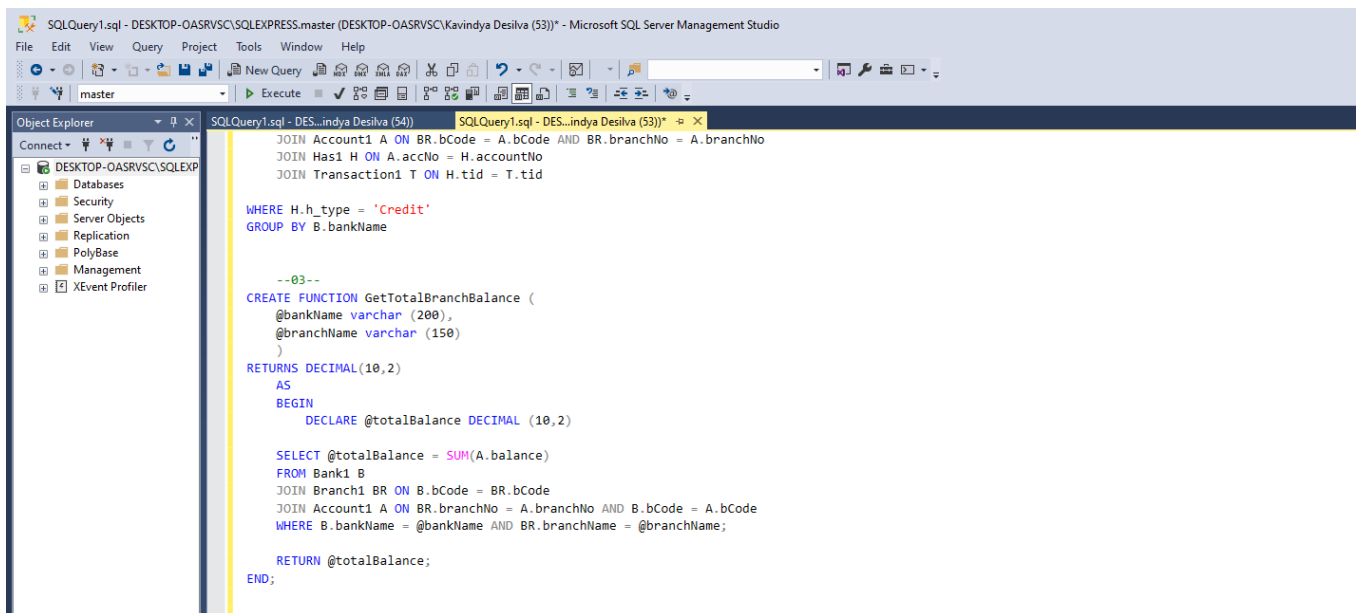 SQLQuery1.sql - DESKTOP-OASRVSC\SQLEXPRESS.master (DESKTOP-OASRVSC\Kavindya Desilva (53))* - Microsoft SQL Server Management Studio
File Edit View Query Project Tools Window Help
New Query MDX DMX XMLA DAX
master Execute
Object Explorer
SQLQuery1.sql - DES...indya Desilva (54)) SQLQuery1.sql - DES...indya Desilva (53))*
Connect
DESKTOP-OASRVSC\SQLEXP
Databases
Security
Server Objects
Replication
PolyBase
Management
XEvent Profiler
JOIN Account1 A ON BR.bCode = A.bCode AND BR.branchNo = A.branchNo
JOIN Has1 H ON A.accNo = H.accountNo
JOIN Transaction1 T ON H.tid = T.tid
WHERE H.h_type = 'Credit'
GROUP BY B.bankName
--03--
CREATE FUNCTION GetTotalBranchBalance (
@bankName varchar (200),
@branchName varchar (150)
)
RETURNS DECIMAL(10,2)
AS
BEGIN
DECLARE @totalBalance DECIMAL (10,2)
SELECT @totalBalance = SUM(A.balance)
FROM Bank1 B
JOIN Branch1 BR ON B.bCode = BR.bCode
JOIN Account1 A ON BR.branchNo = A.branchNo AND B.bCode = A.bCode
WHERE B.bankName = @bankName AND BR.branchName = @branchName;
RETURN @totalBalance;
END;